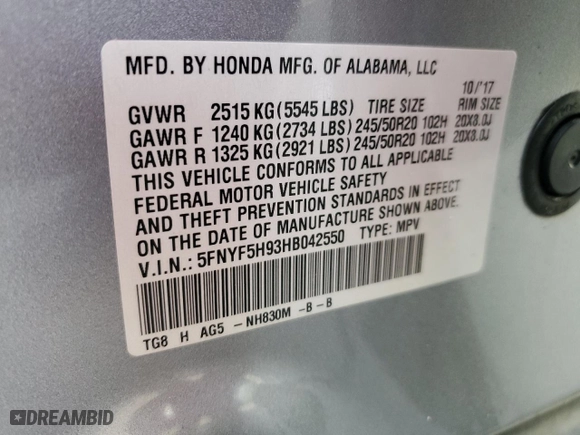 MFD. BY HONDA MFG. OF ALABAMA, LLC
10/'17
GVWR 2515 KG(5545 LBS) TIRE SIZE RIM SIZE
GAWR F 1240 KG(2734 LBS) 245/50R20 102H 20X8.0J
GAWR R 1325 KG(2921 LBS) 245/50R20 102H 20X8.0J
THIS VEHICLE CONFORMS TO ALL APPLICABLE
FEDERAL MOTOR VEHICLE SAFETY
AND THEFT PREVENTION STANDARDS IN EFFECT
ON THE DATE OF MANUFACTURE SHOWN ABOVE.
V.I.N.: 5FNYF5H93HB042550 TYPE: MPV
TG8 H AG5 -NH830M -B-B
DREAMBID